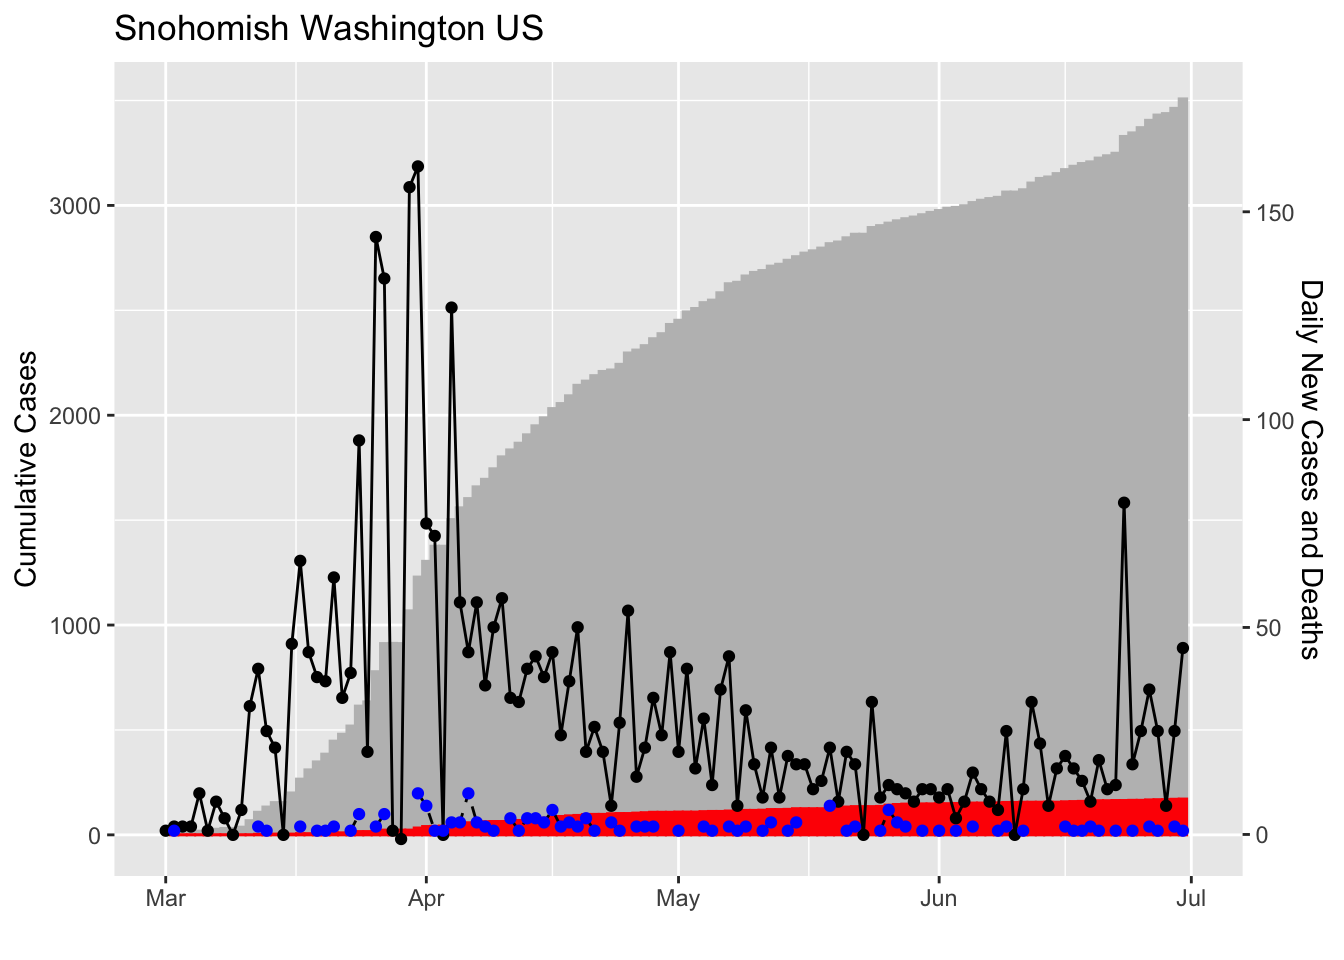 Snohomish Washington US
Cumulative Cases
3000
2000
1000
0
150
100
50
0
Daily New Cases and Deaths
Mar
Apr
May
Jun
Jul